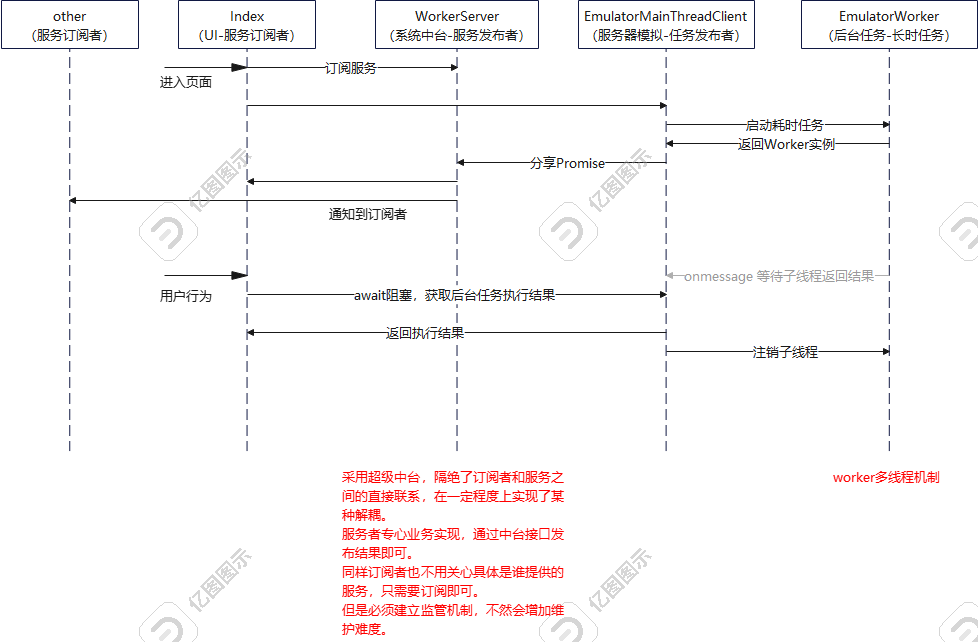 other
（服务订阅者）
Index
（UI-服务订阅者）
WorkerServer
（系统中台-服务发布者）
EmulatorMainThreadClient
（服务器模拟-任务发布者）
EmulatorWorker
（后台任务-长时任务）
进入页面
订阅服务
启动耗时任务
返回Worker实例
分享Promise
通知到订阅者
亿图图示
亿图图示
onmessage 等待子线程返回结果
用户行为
await阻塞，获取后台任务执行结果
返回执行结果
注销子线程
采用超级中台，隔绝了订阅者和服务之
间的直接联系，在一定程度上实现了某
种解耦。
服务者专心业务实现，通过中台接口发
布结果即可。
同样订阅者也不用关心具体是谁提供的
服务，只需要订阅即可。
但是必须建立监管机制，不然会增加维
护难度。
worker多线程机制
亿图图示
亿图图示